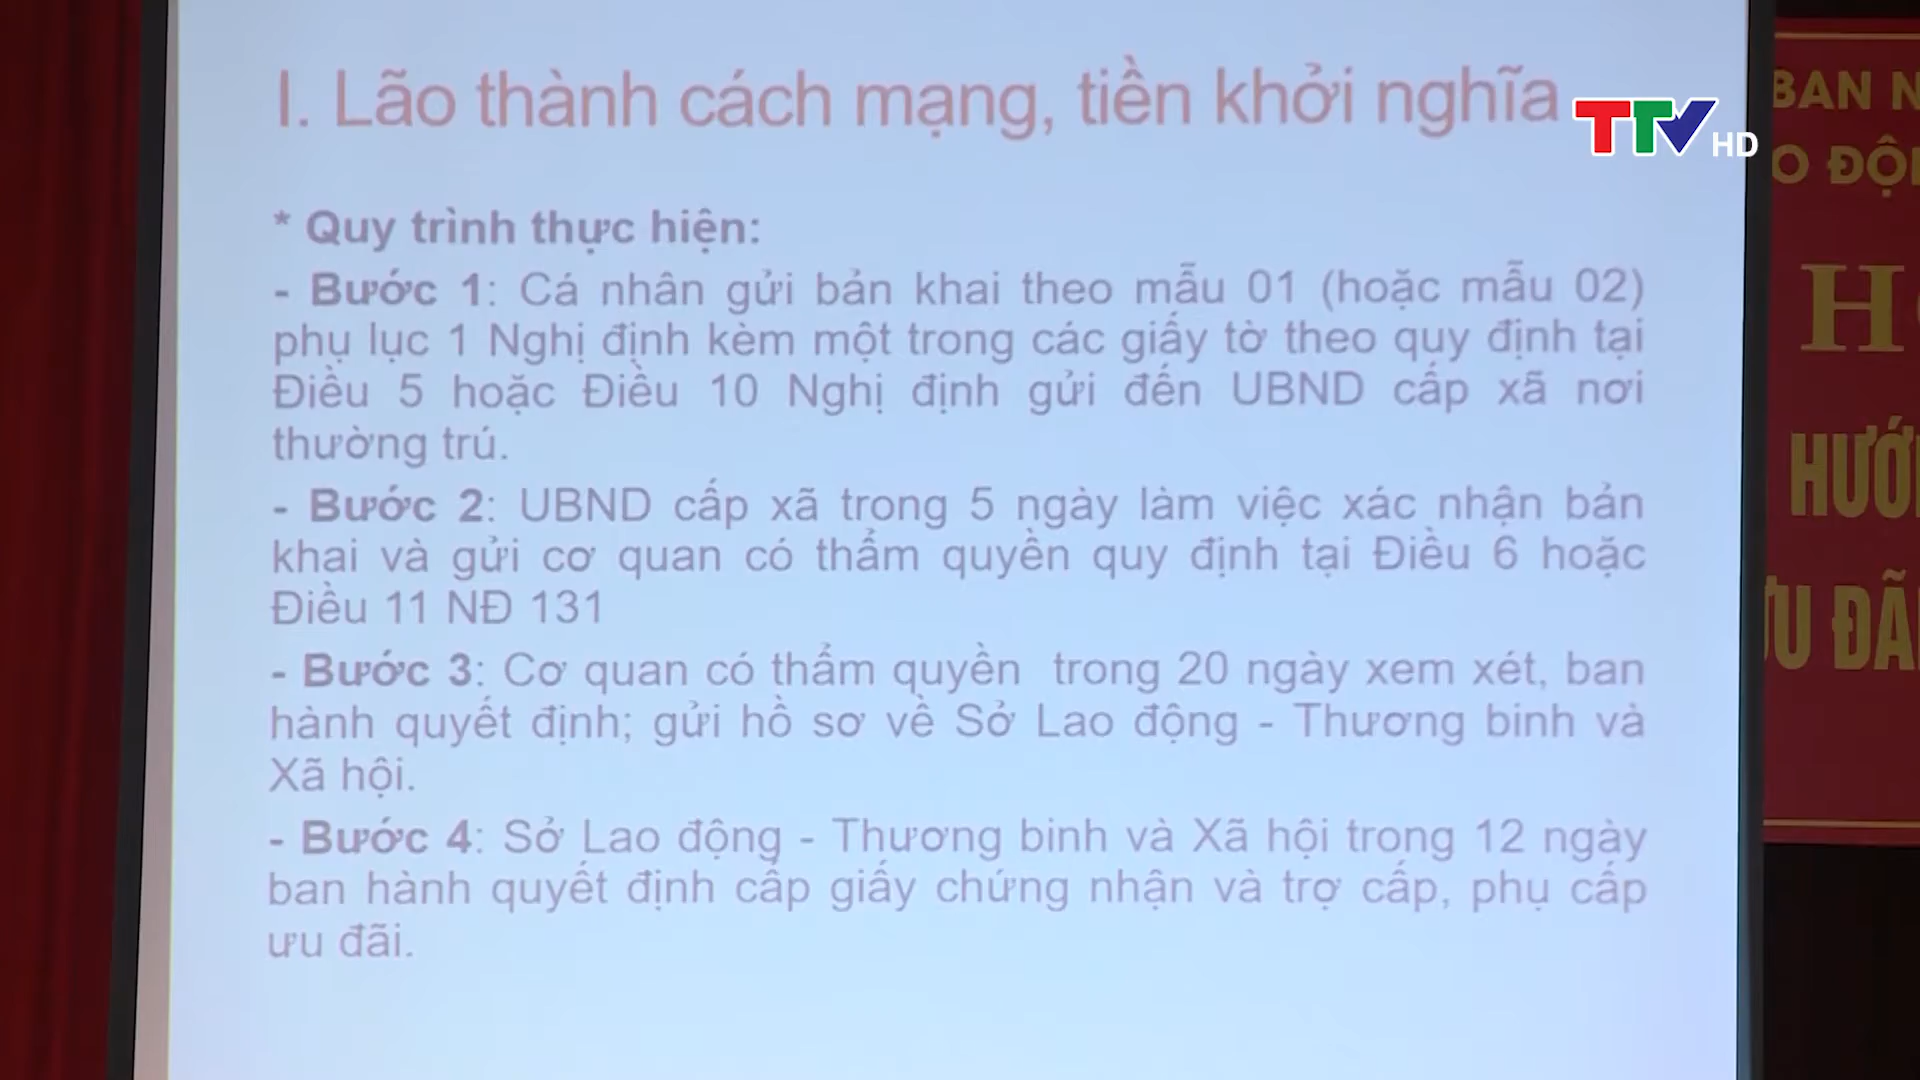 I. Lão thành cách mạng, tiền khởi nghĩa
TTV HD
* Quy trình thực hiện:
- Bước 1: Cá nhân gửi bản khai theo mẫu 01 (hoặc mẫu 02)
phụ lục 1 Nghị định kèm một trong các giấy tờ theo quy định tại
Điều 5 hoặc Điều 10 Nghị định gửi đến UBND cấp xã nơi
thường trú.
- Bước 2: UBND cấp xã trong 5 ngày làm việc xác nhận bản
khai và gửi cơ quan có thẩm quyền quy định tại Điều 6 hoặc
Điều 11 NĐ 131
- Bước 3: Cơ quan có thẩm quyền trong 20 ngày xem xét, ban
hành quyết định; gửi hồ sơ về Sở Lao động - Thương binh và
Xã hội.
- Bước 4: Sở Lao động - Thương binh và Xã hội trong 12 ngày
ban hành quyết định cấp giấy chứng nhận và trợ cấp, phụ cấp
ưu đãi.
BAN